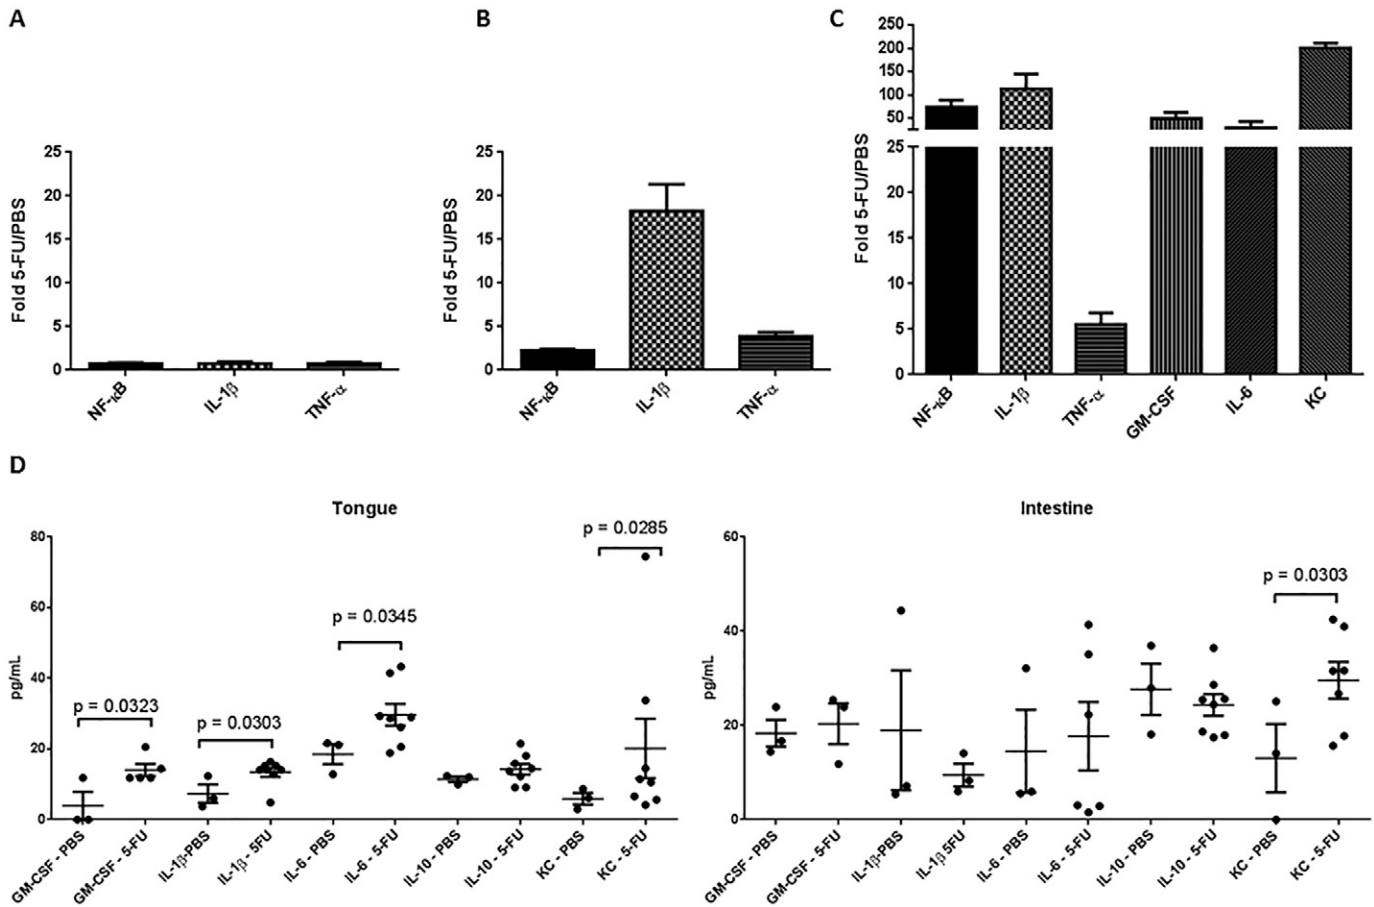 A
B
C
Fold 5-FU/PBS
25
20
15
10
5
0
NF-κB
IL-1β
TNF-α
Fold 5-FU/PBS
25
20
15
10
5
0
NF-κB
IL-1β
TNF-α
Fold 5-FU/PBS
250
200
150
100
50
25
20
15
10
5
0
NF-κB
IL-1β
TNF-α
GM-CSF
IL-6
KC
D
Tongue
pg/mL
80
60
40
20
0
p = 0.0323
p = 0.0303
p = 0.0345
p = 0.0285
GM-CSF - PBS
GM-CSF - 5-FU
IL-1β-PBS
IL-1β - 5FU
IL-6 - PBS
IL-6 - 5-FU
IL-10 - PBS
IL-10 - 5-FU
KC - PBS
KC - 5-FU
Intestine
pg/mL
60
40
20
0
p = 0.0303
GM-CSF - PBS
GM-CSF - 5-FU
IL-1β-PBS
IL-1β 5FU
IL-6 - PBS
IL-6 - 5-FU
IL-10 - PBS
IL-10 - 5-FU
KC - PBS
KC - 5-FU